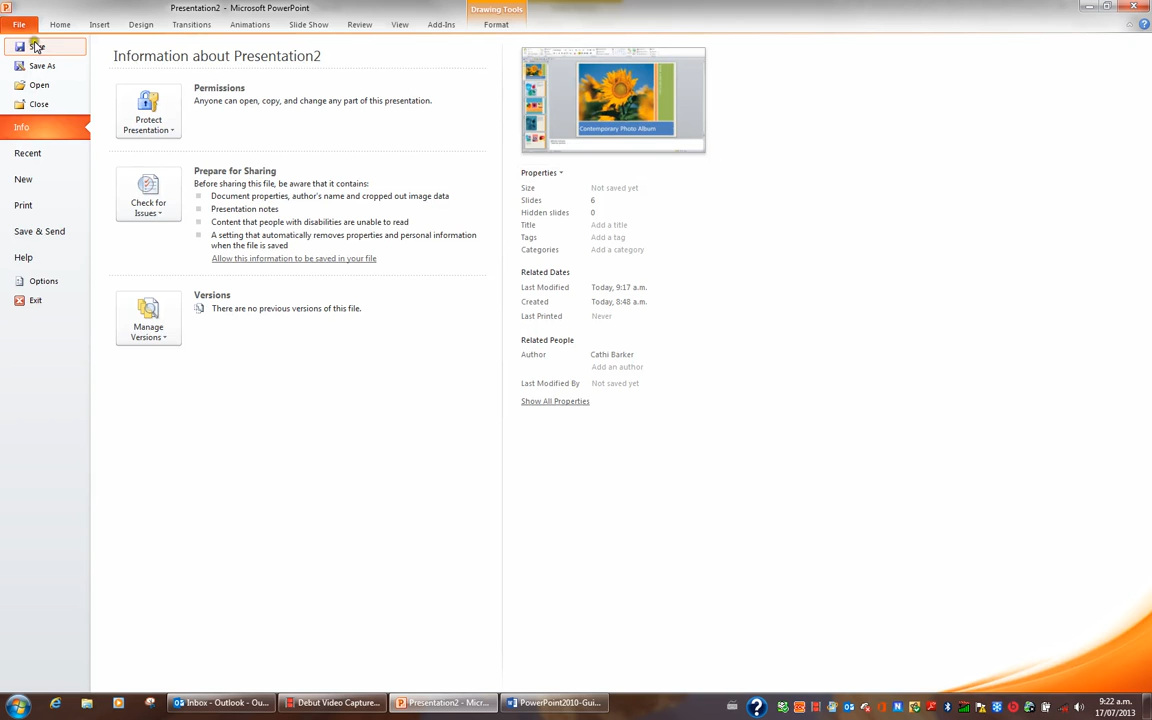 Presentation2 - Microsoft PowerPoint
Drawing Tools
File Home Insert Design Transitions Animations Slide Show Review View Add-Ins Format
Save As
Open
Close
Info
Recent
New
Print
Save & Send
Help
Options
Exit
Information about Presentation2
Protect
Presentation
Permissions
Anyone can open, copy, and change any part of this presentation.
Check for
Issues
Prepare for Sharing
Before sharing this file, be aware that it contains:
Document properties, author's name and cropped out image data
Presentation notes
Content that people with disabilities are unable to read
A setting that automatically removes properties and personal information
when the file is saved
Allow this information to be saved in your file
Manage
Versions
Versions
There are no previous versions of this file.
Contemporary Photo Album
Properties
Size Not saved yet
Slides 6
Hidden slides 0
Title Add a title
Tags Add a tag
Categories Add a category
Related Dates
Last Modified Today, 9:17 a.m.
Created Today, 8:48 a.m.
Last Printed Never
Related People
Author Cathi Barker
Add an author
Last Modified By Not saved yet
Show All Properties
Inbox - Outlook - Ou...
Debut Video Capture...
Presentation2 - Micr...
PowerPoint2010-Gui...
9:22 a.m.
17/07/2013